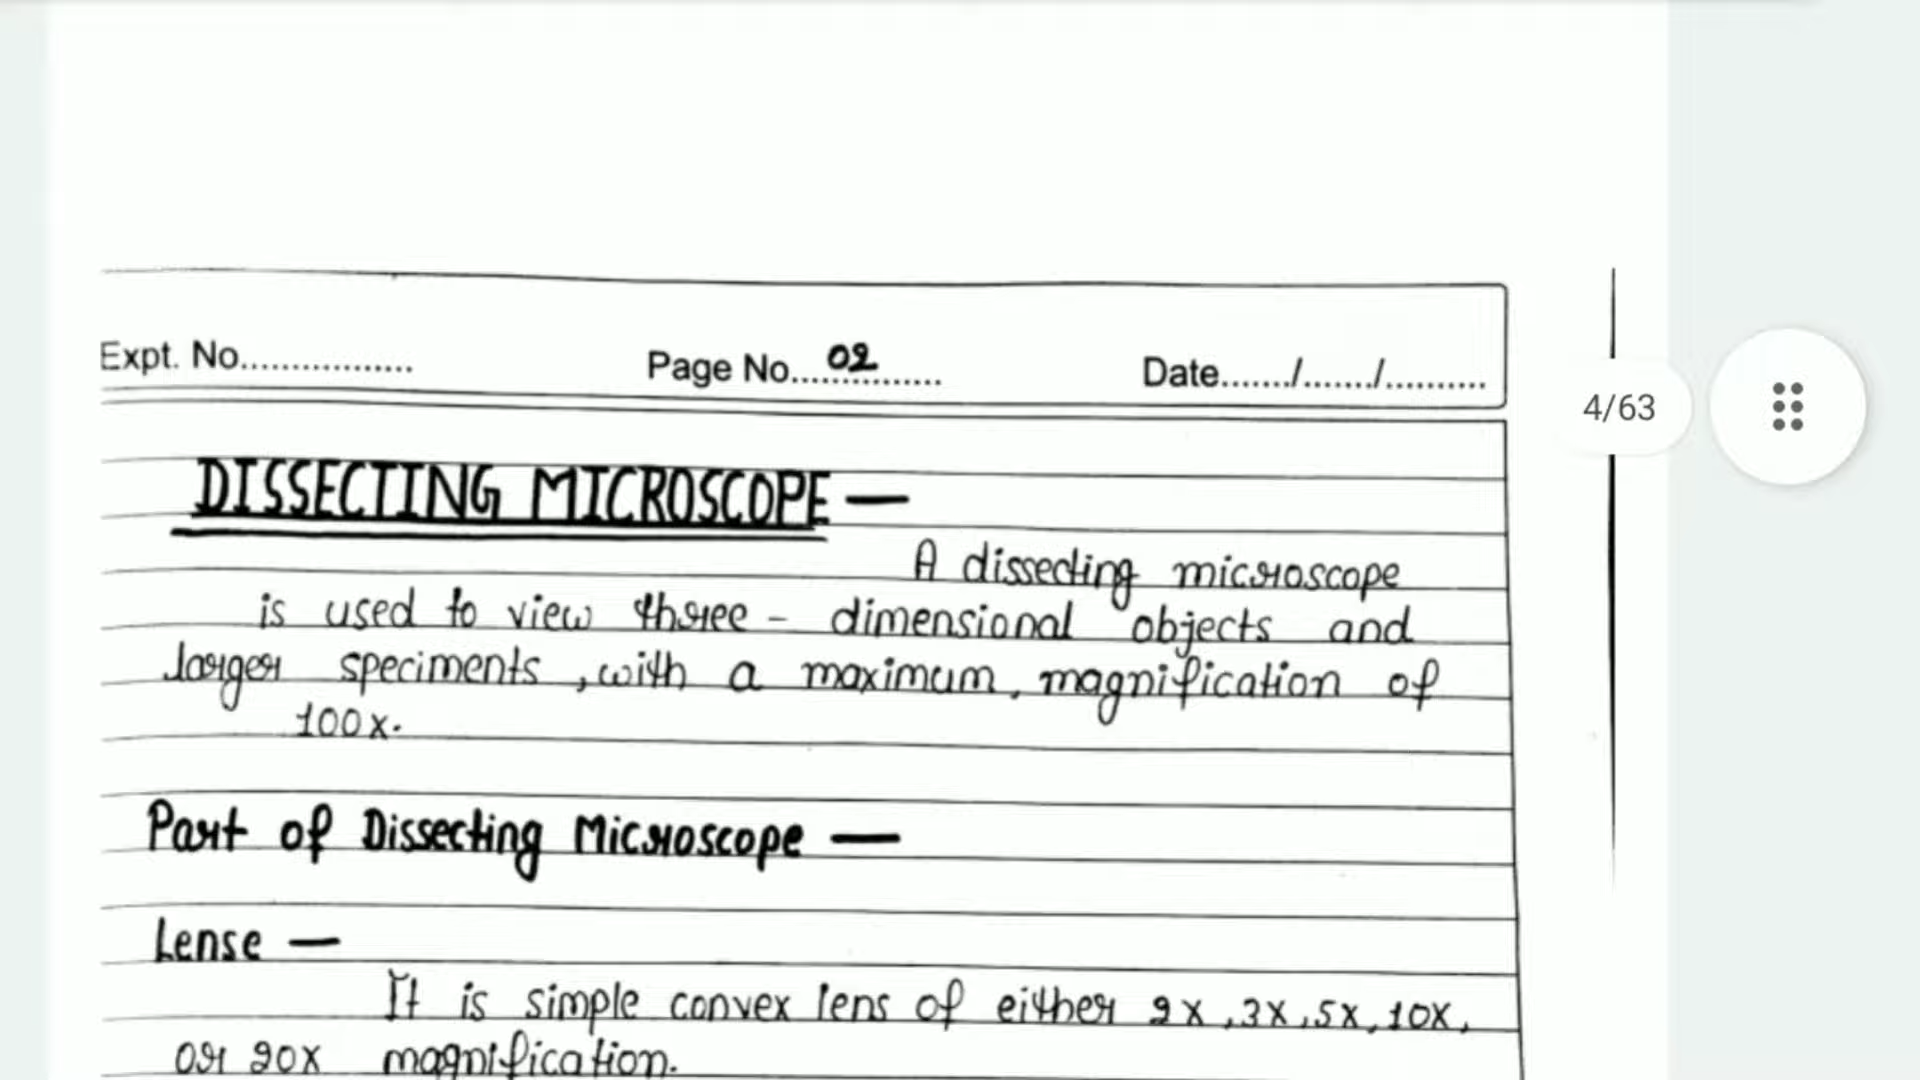 Expt. No................ Page No....02.......... Date......./......./..........
4/63
DISSECTING MICROSCOPE —
A dissecting microscope
is used to view three - dimensional objects and
larger speciments , with a maximum, magnification of
100x.
Part of Dissecting Microscope —
Lense —
It is simple convex lens of either 2x ,3x ,5x, 10x,
or 20x magnification.